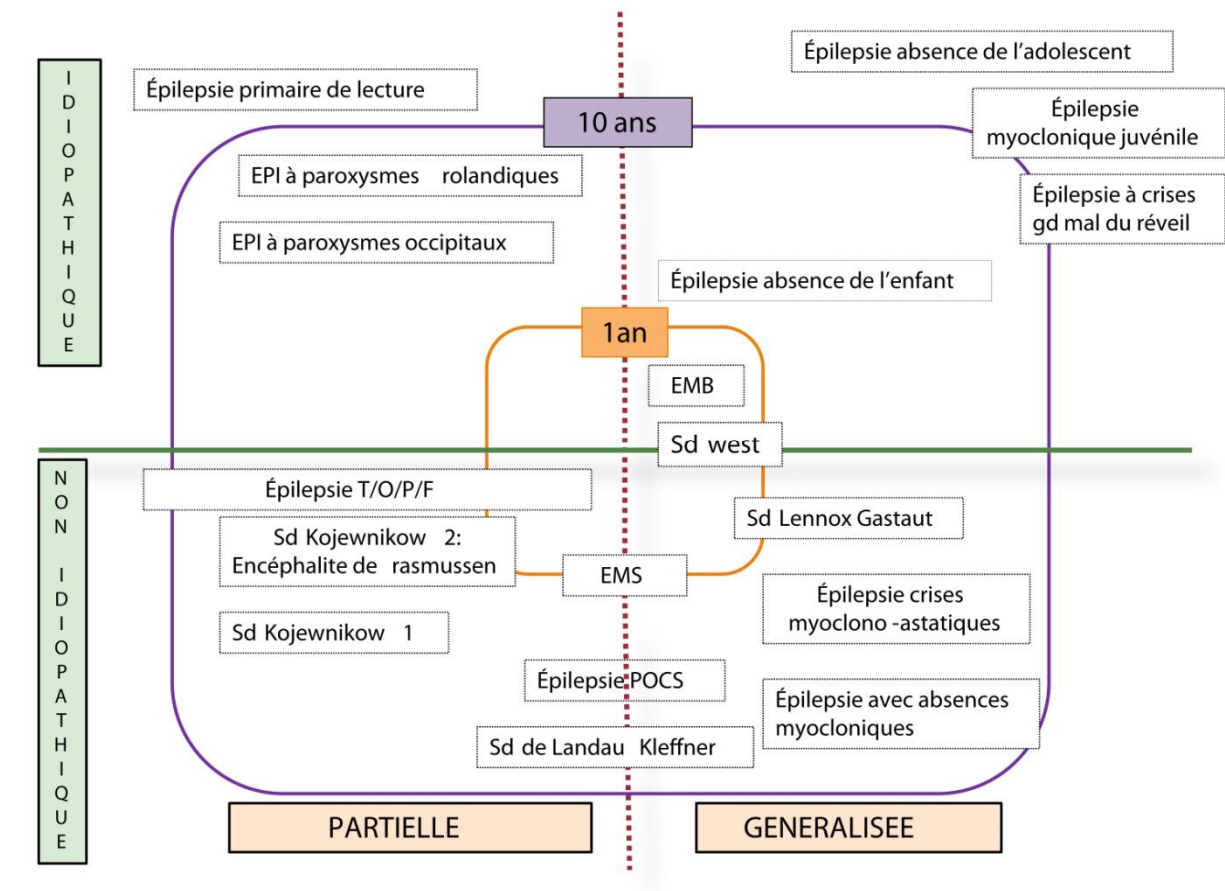 Épilepsie absence de l’adolescent
IDIOPATHIQUE
Épilepsie primaire de lecture
10 ans
Épilepsie
myoclonique juvénile
EPI à paroxysmes rolandiques
Épilepsie à crises
gd mal du réveil
EPI à paroxysmes occipitaux
Épilepsie absence de l’enfant
1an
EMB
Sd west
NON IDIOPATHIQUE
Épilepsie T/O/P/F
Sd Lennox Gastaut
Sd Kojewnikow 2:
Encéphalite de rasmussen
EMS
Épilepsie crises
myoclono -astatiques
Sd Kojewnikow 1
Épilepsie POCS
Épilepsie avec absences
myocloniques
Sd de Landau Kleffner
PARTIELLE
GENERALISEE